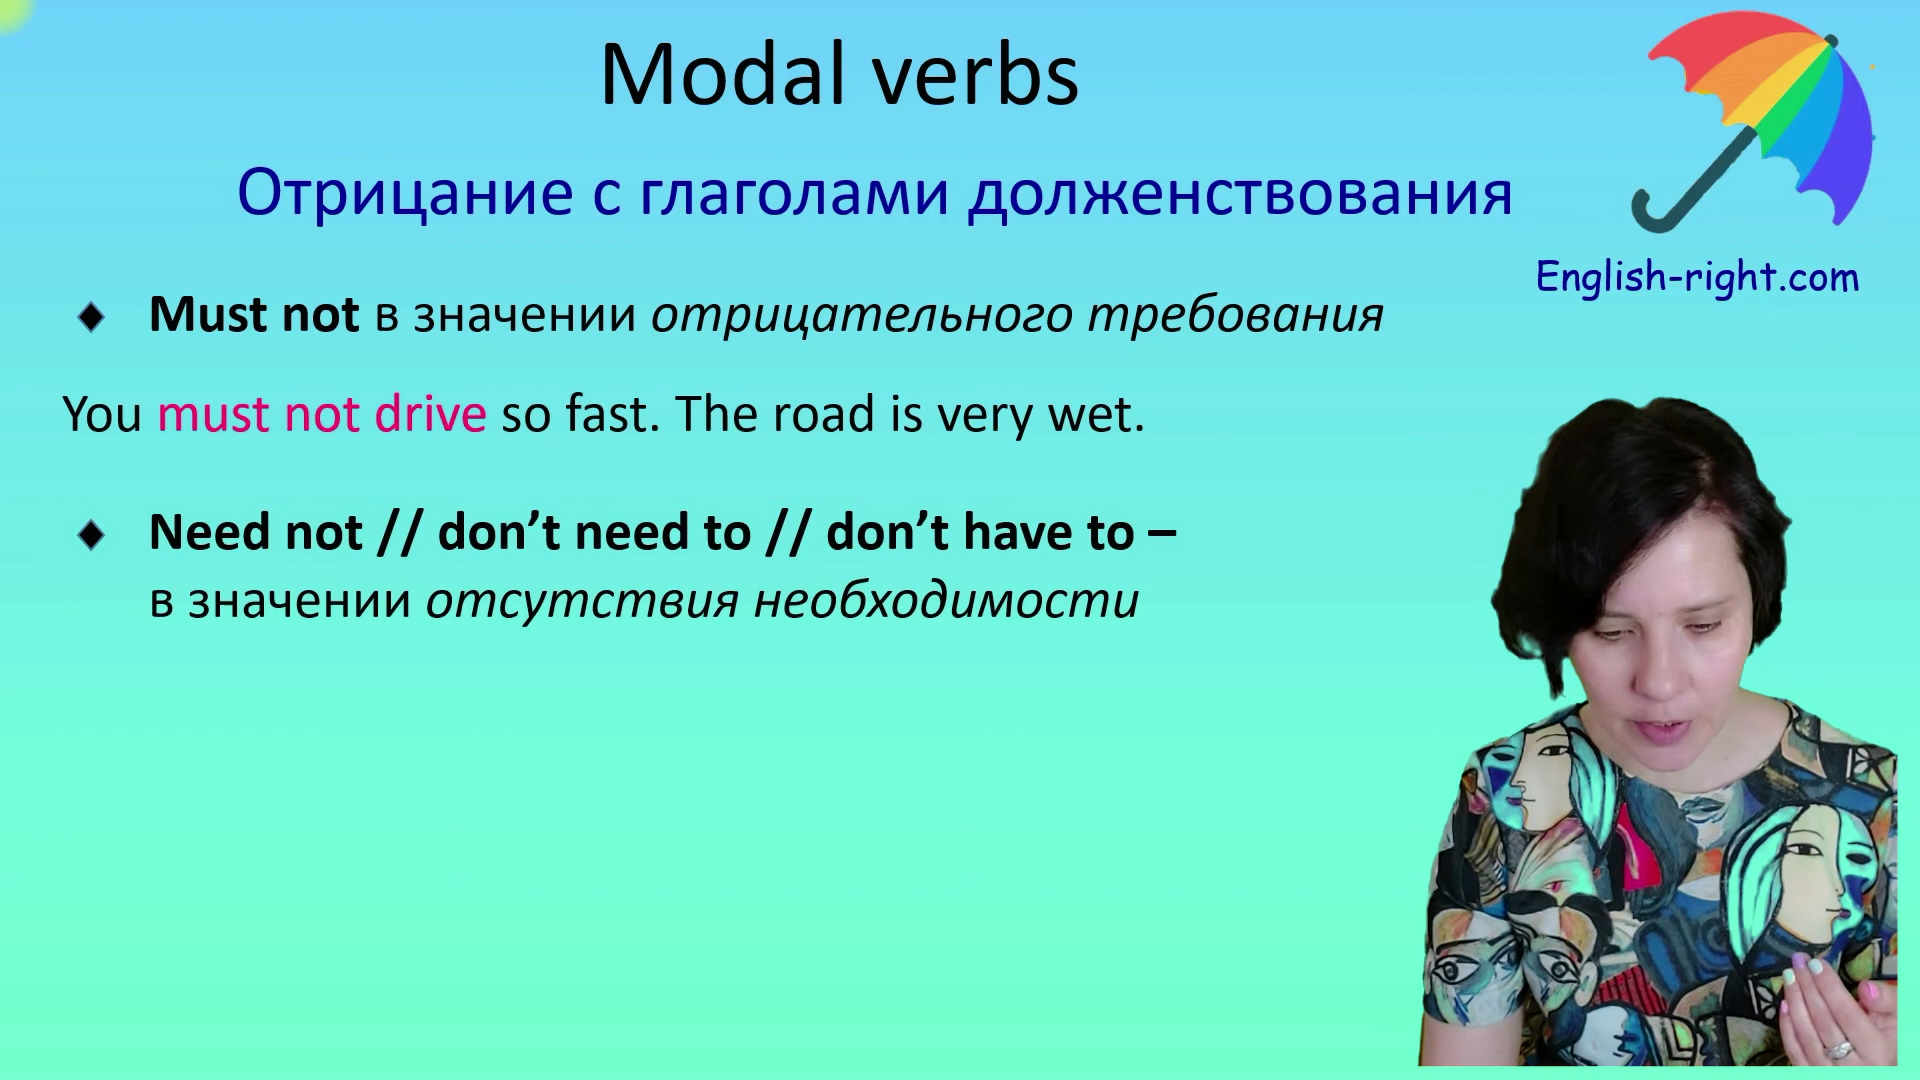 Modal verbs
Отрицание с глаголами долженствования
English-right.com
Must not в значении отрицательного требования
You must not drive so fast. The road is very wet.
Need not // don’t need to // don’t have to –
в значении отсутствия необходимости